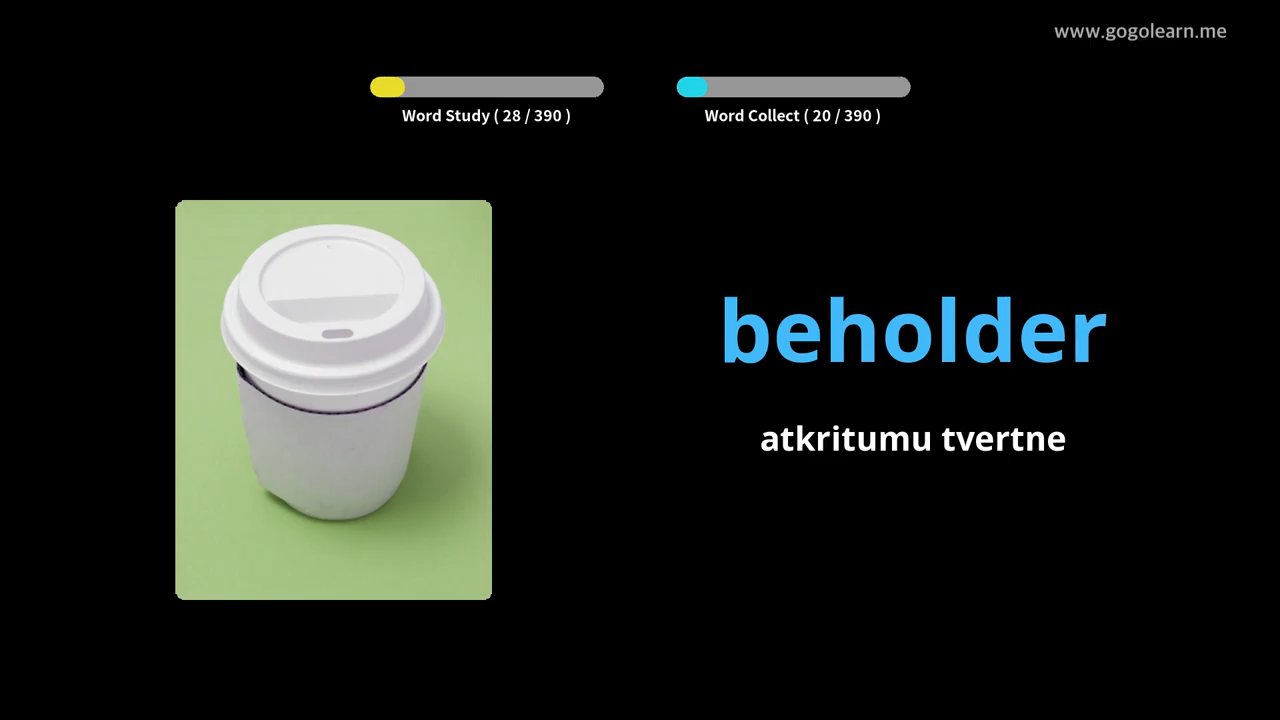 www.gogolearn.me
Word Study ( 28 / 390 )
Word Collect ( 20 / 390 )
beholder
atkritumu tvertne